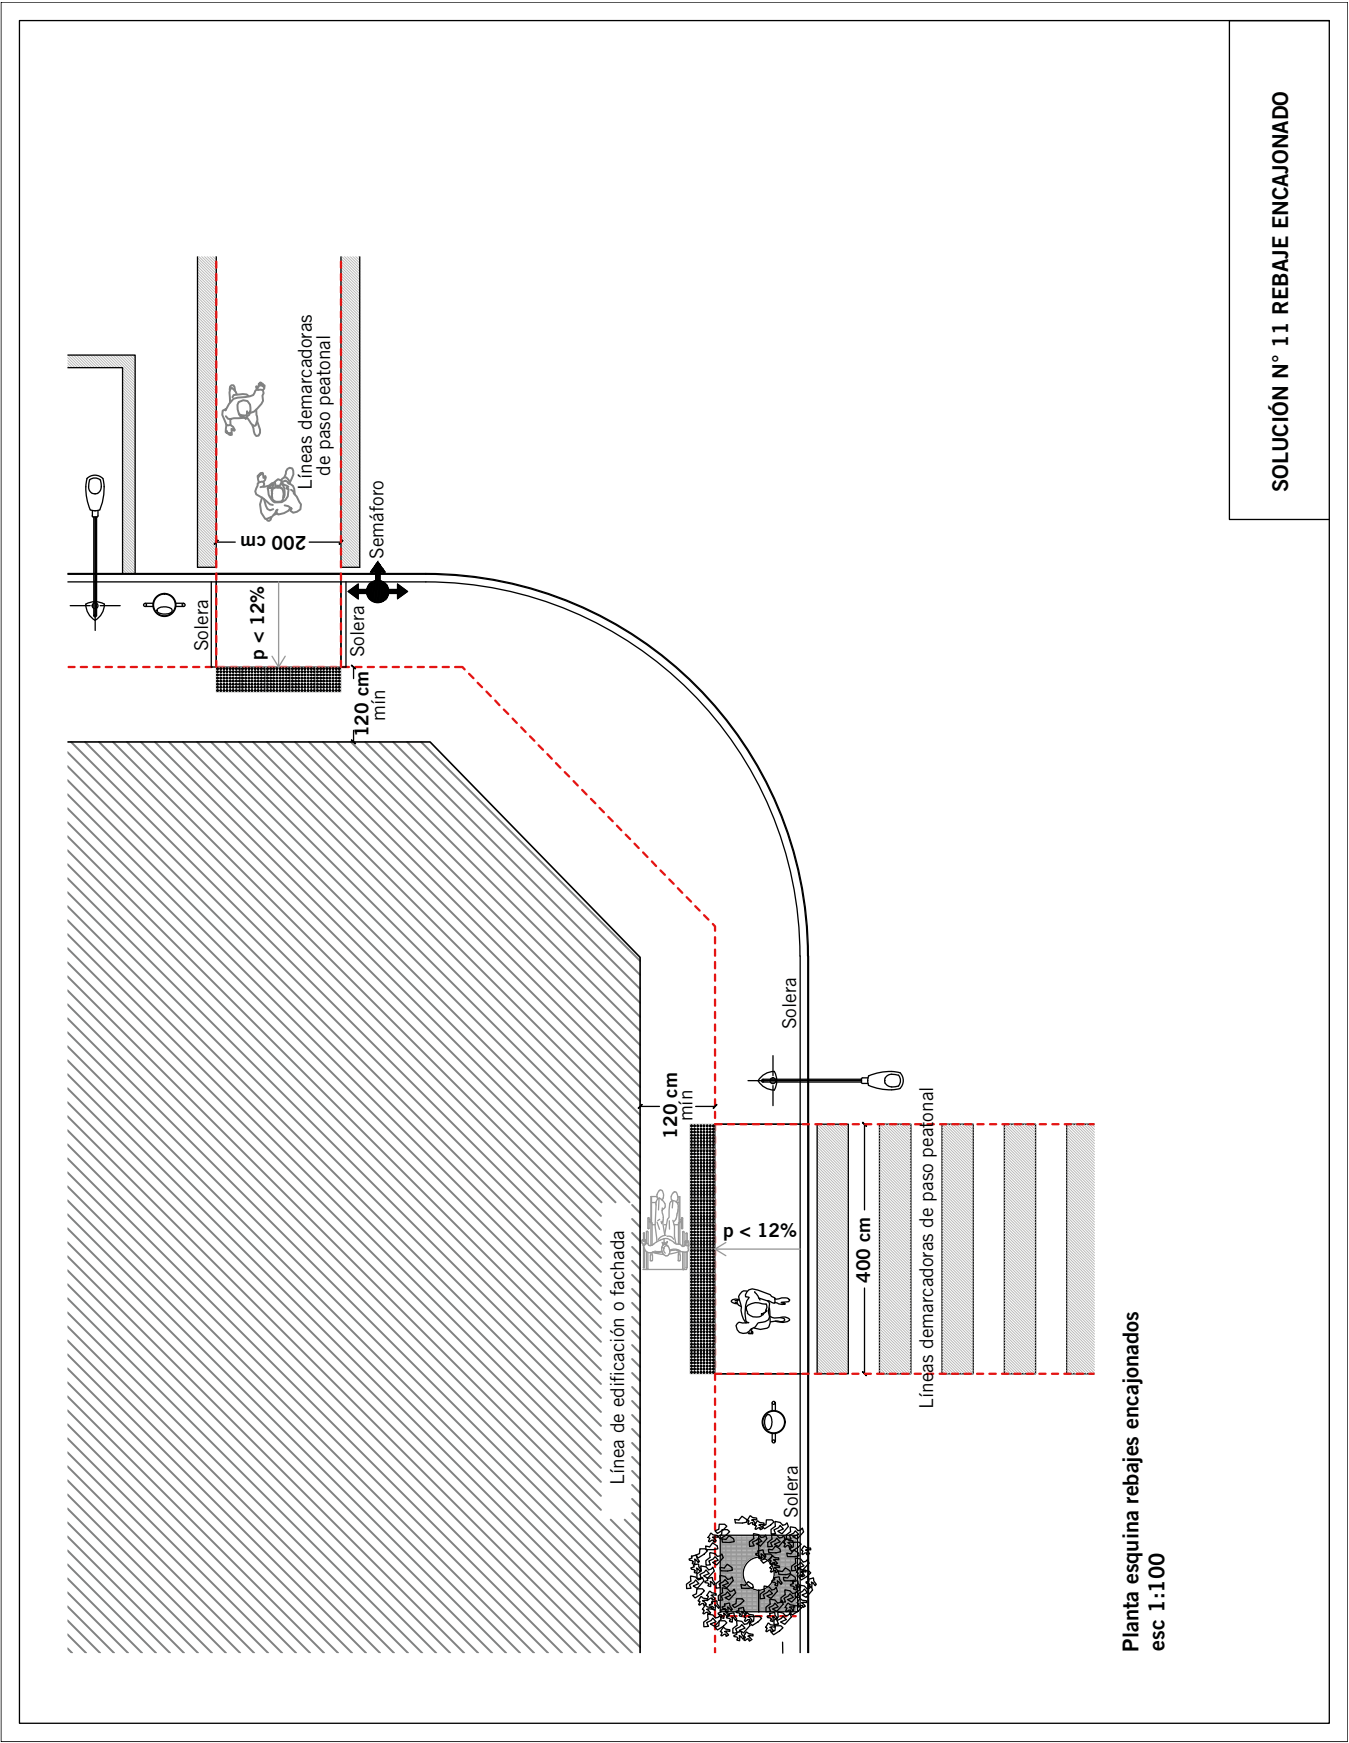 Líneas demarcadoras
de paso peatonal
200 cm
Semáforo
Solera
p < 12%
Solera
120 cm
mín
Solera
120 cm
mín
Línea de edificación o fachada
p < 12%
400 cm
Líneas demarcadoras de paso peatonal
Solera
Planta esquina rebajes encajonados
esc 1:100
SOLUCIÓN N° 11 REBAJE ENCAJONADO